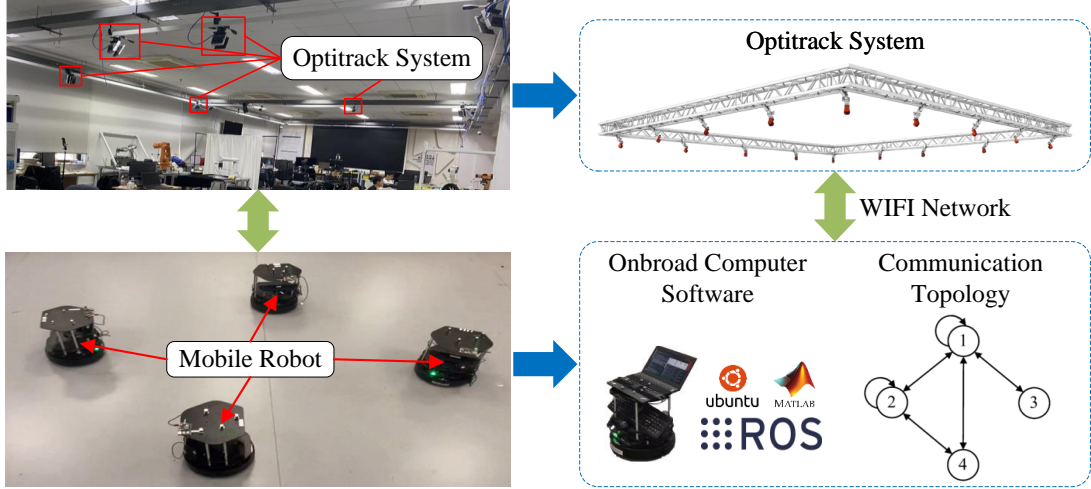 Optitrack System
Optitrack System
WIFI Network
Mobile Robot
Onbroad Computer
Software
ubuntu
MATLAB
ROS
Communication
Topology
1
2
3
4